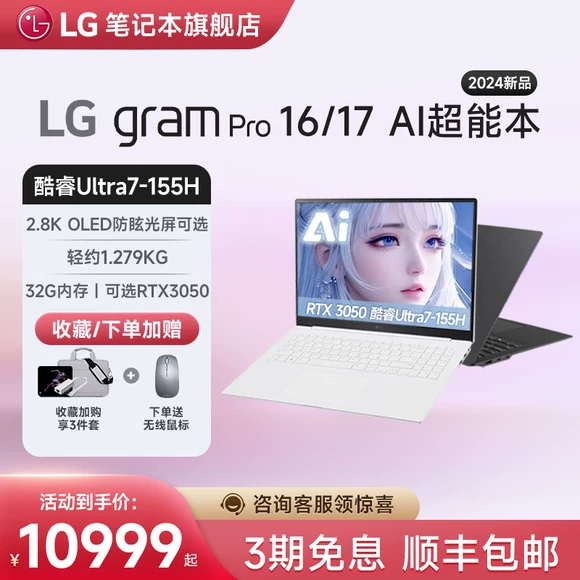 LG 笔记本旗舰店
2024新品
LG gram Pro 16/17 AI超能本
酷睿Ultra7-155H
2.8K OLED防眩光屏可选
轻约1.279KG
32G内存丨可选RTX3050
收藏/下单加赠
收藏加购
享3件套
+
下单送
无线鼠标
Ai
RTX 3050 酷睿Ultra7-155H
活动到手价:
¥10999起
咨询客服领惊喜
3期免息 顺丰包邮